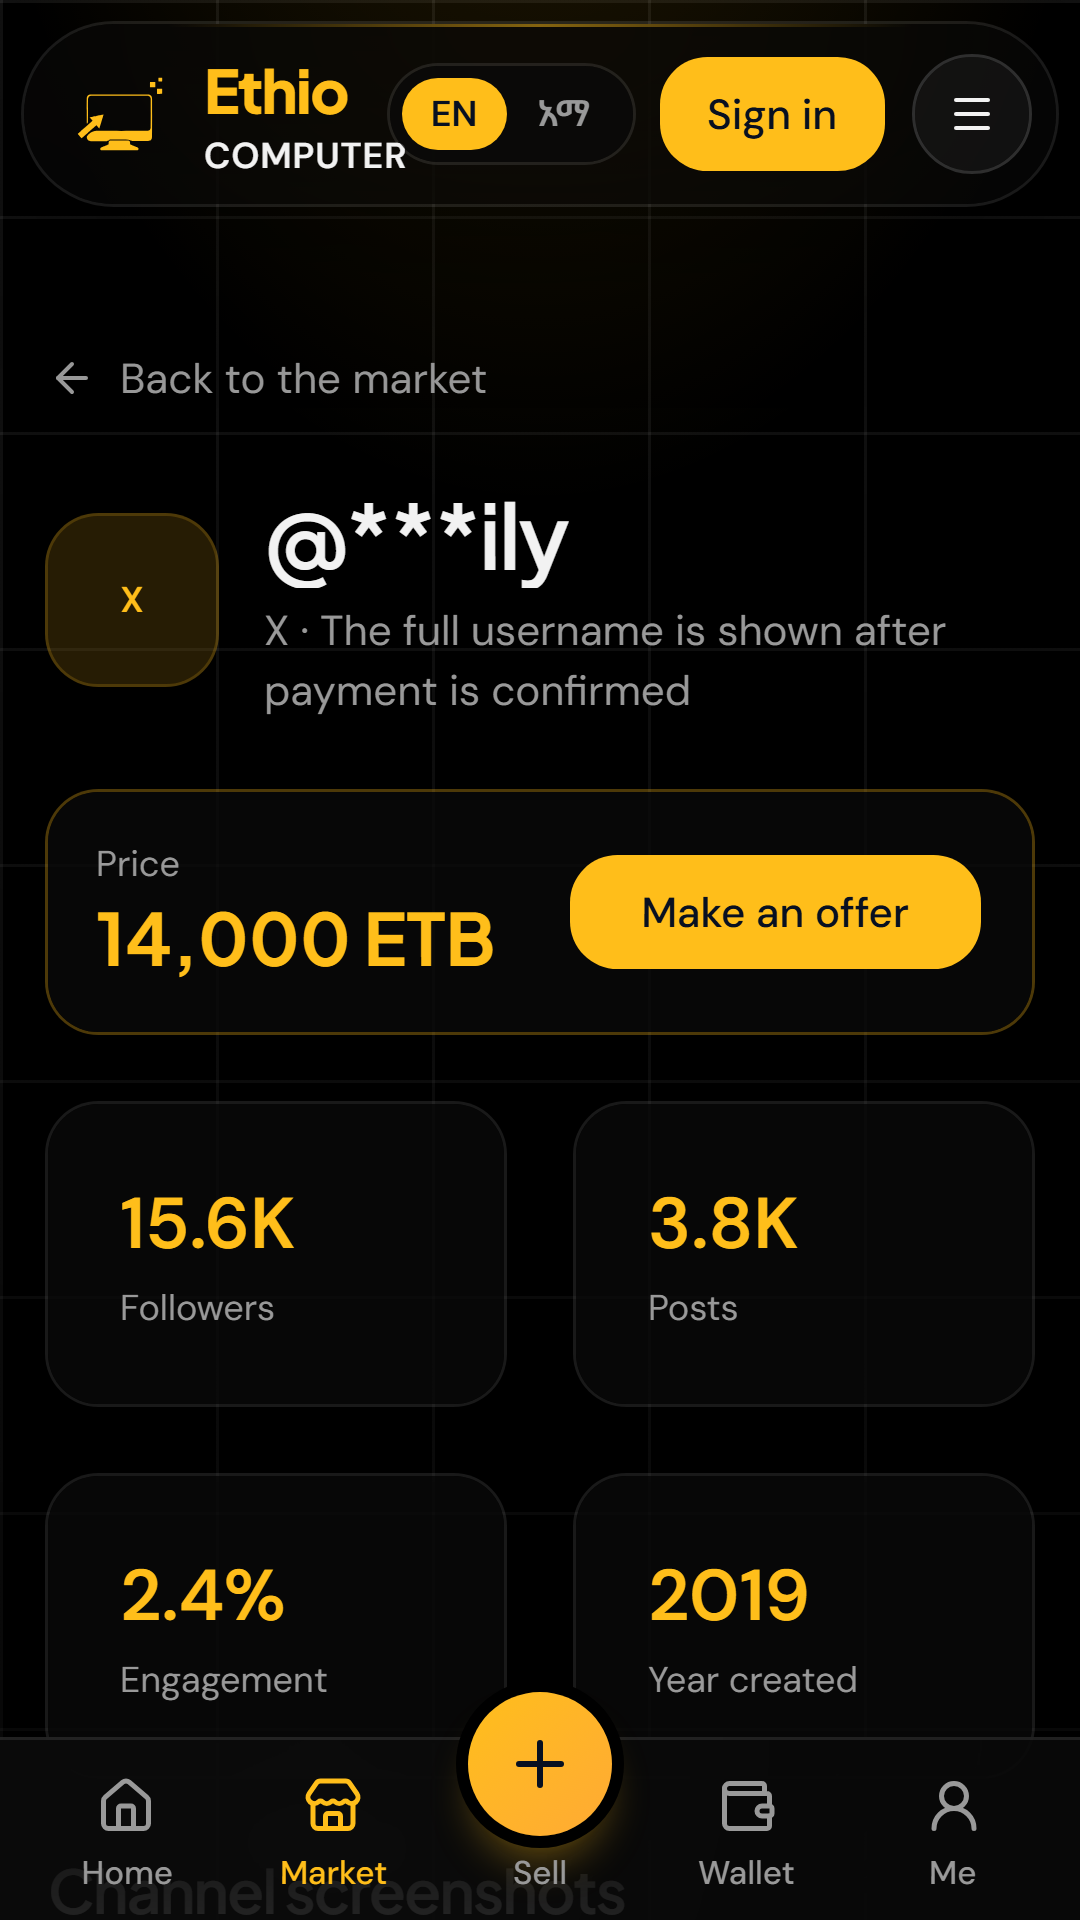 Ethio
COMPUTER
EN
አማ
Sign in
Back to the market
X
@***ily
X · The full username is shown after
payment is confirmed
Price
14,000 ETB
Make an offer
15.6K
Followers
3.8K
Posts
2.4%
Engagement
2019
Year created
Channel screenshots
Home
Market
Sell
Wallet
Me